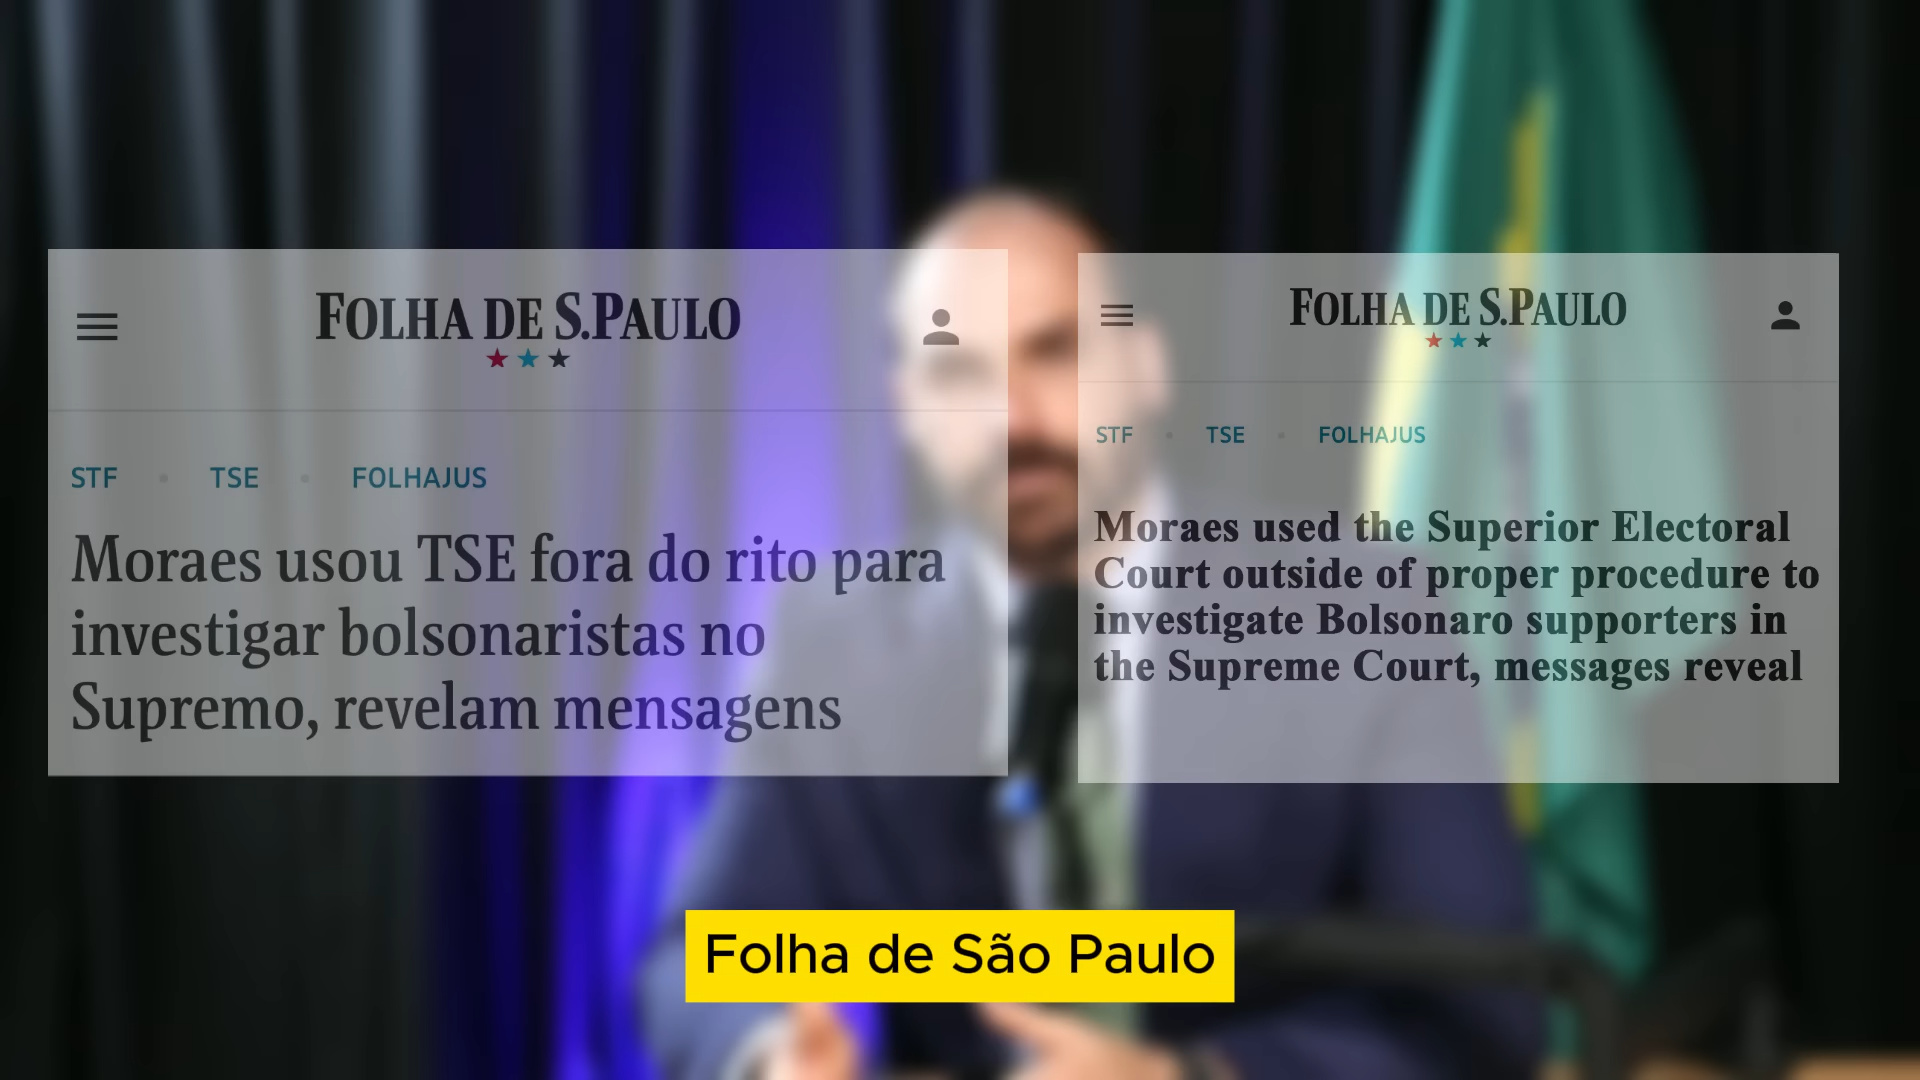 FOLHA DE S.PAULO
STF • TSE • FOLHAJUS
Moraes usou TSE fora do rito para
investigar bolsonaristas no
Supremo, revelam mensagens
FOLHA DE S.PAULO
STF • TSE • FOLHAJUS
Moraes used the Superior Electoral
Court outside of proper procedure to
investigate Bolsonaro supporters in
the Supreme Court, messages reveal
Folha de São Paulo